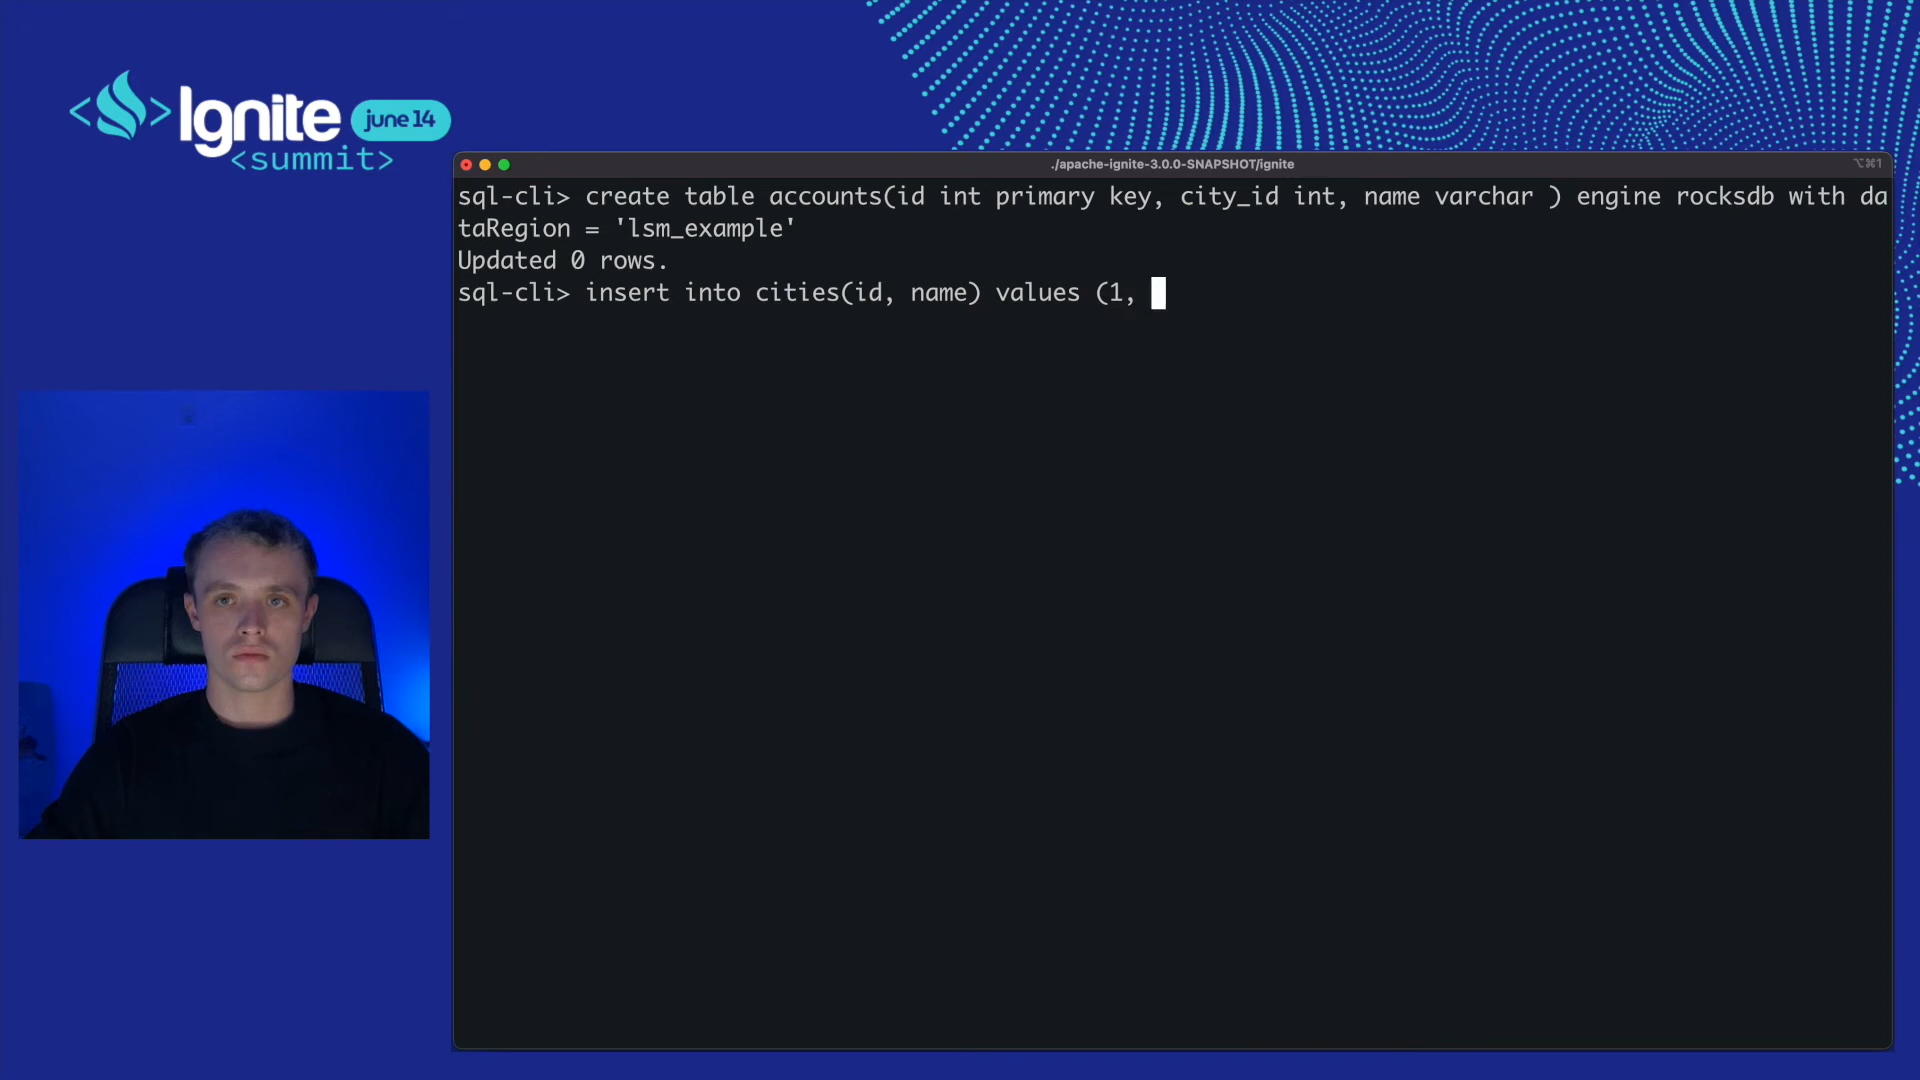 Ignite june 14
<summit>
./apache-ignite-3.0.0-SNAPSHOT/ignite
⌥⌘1
sql-cli> create table accounts(id int primary key, city_id int, name varchar ) engine rocksdb with da
taRegion = 'lsm_example'
Updated 0 rows.
sql-cli> insert into cities(id, name) values (1,